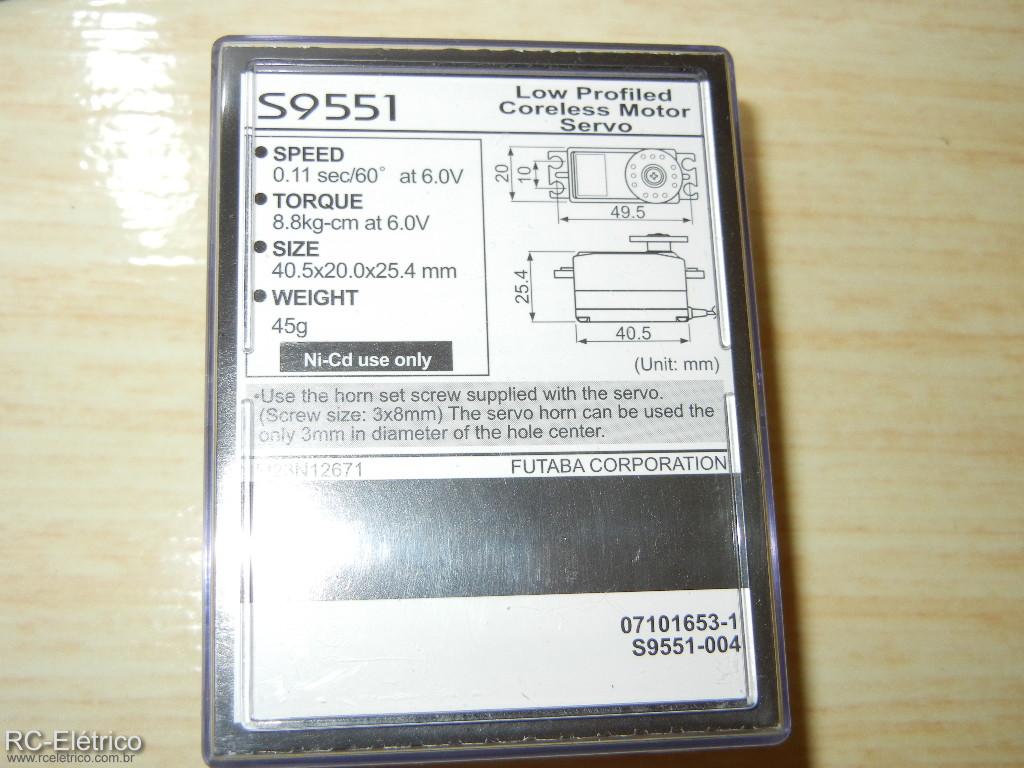 S9551
Low Profiled
Coreless Motor
Servo
● SPEED
0.11 sec/60° at 6.0V
● TORQUE
8.8kg-cm at 6.0V
● SIZE
40.5x20.0x25.4 mm
● WEIGHT
45g
Ni-Cd use only
20
10
49.5
25.4
40.5
(Unit: mm)
•Use the horn set screw supplied with the servo.
(Screw size: 3x8mm) The servo horn can be used the
only 3mm in diameter of the hole center.
FUTABA CORPORATION
07101653-1
S9551-004
RC-Elétrico
www.rceletrico.com.br